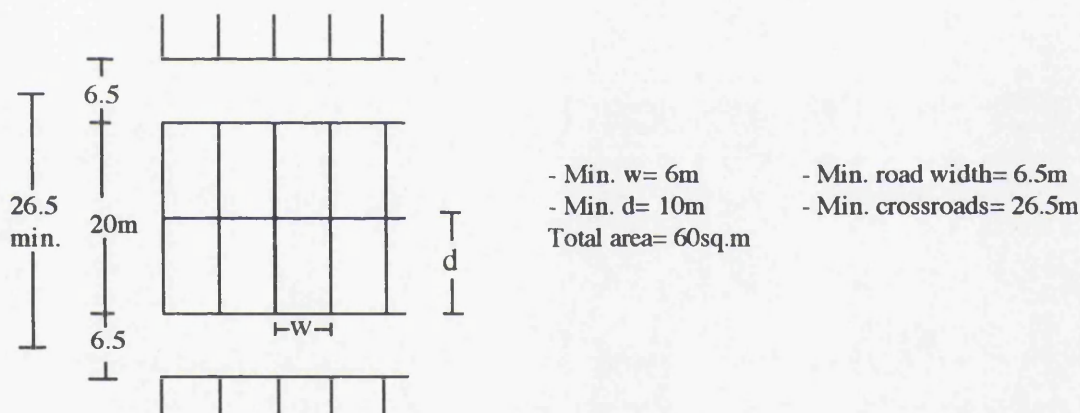 6.5
26.5
min.
20m
d
w
6.5
- Min. w= 6m
- Min. d= 10m
Total area= 60sq.m
- Min. road width= 6.5m
- Min. crossroads= 26.5m